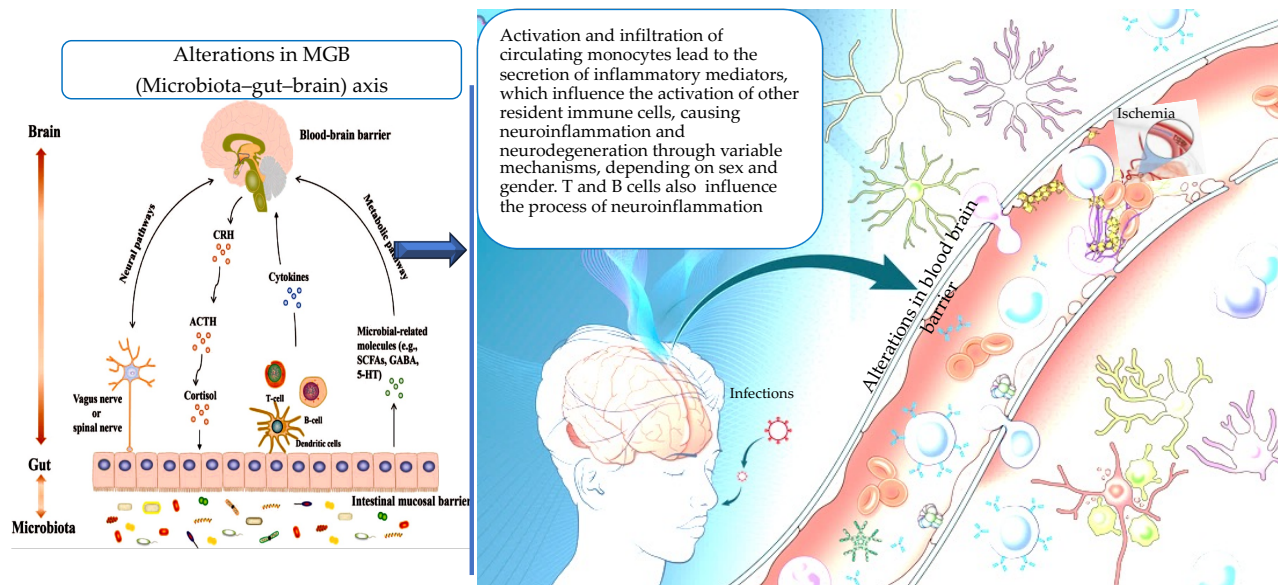 Alterations in MGB
(Microbiota–gut–brain) axis
Brain
Blood-brain barrier
Neural pathways
CRH
Metabolic pathway
Cytokines
ACTH
Microbial-related
molecules (e.g.,
SCFAs, GABA,
5-HT)
Vagus nerve
or
spinal nerve
Cortisol
T-cell
B-cell
Dendritic cells
Gut
Intestinal mucosal barrier
Microbiota
Activation and infiltration of
circulating monocytes lead to the
secretion of inflammatory mediators,
which influence the activation of other
resident immune cells, causing
neuroinflammation and
neurodegeneration through variable
mechanisms, depending on sex and
gender. T and B cells also influence
the process of neuroinflammation
Ischemia
Alterations in blood brain
barrier
Infections